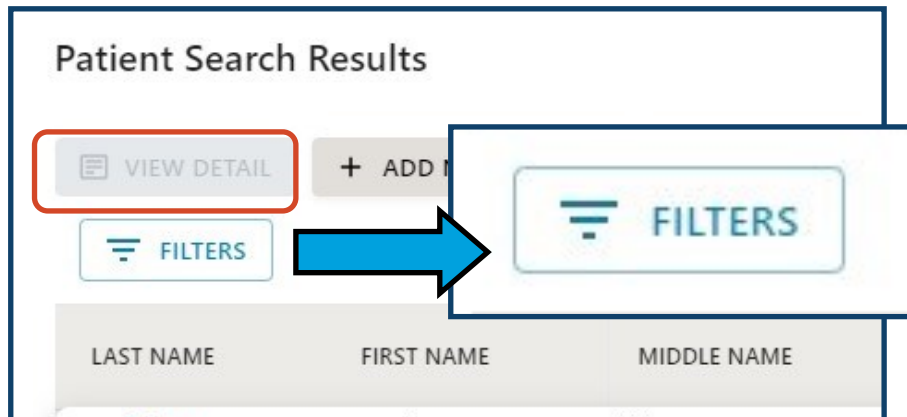 Patient Search Results
VIEW DETAIL
+ ADD
FILTERS
FILTERS
LAST NAME FIRST NAME MIDDLE NAME